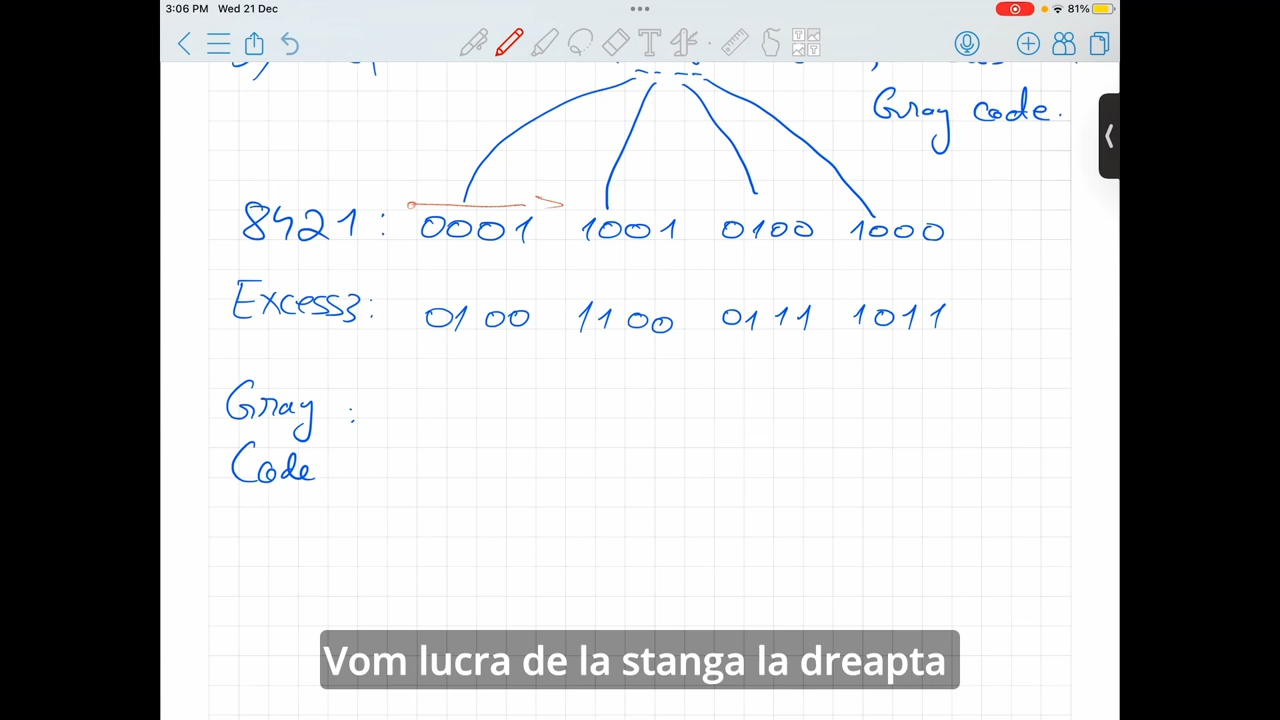 3:06 PM Wed 21 Dec
81%
Gray code.
8421: 0001 1001 0100 1000
Excess3: 0100 1100 0111 1011
Gray :
Code
Vom lucra de la stanga la dreapta